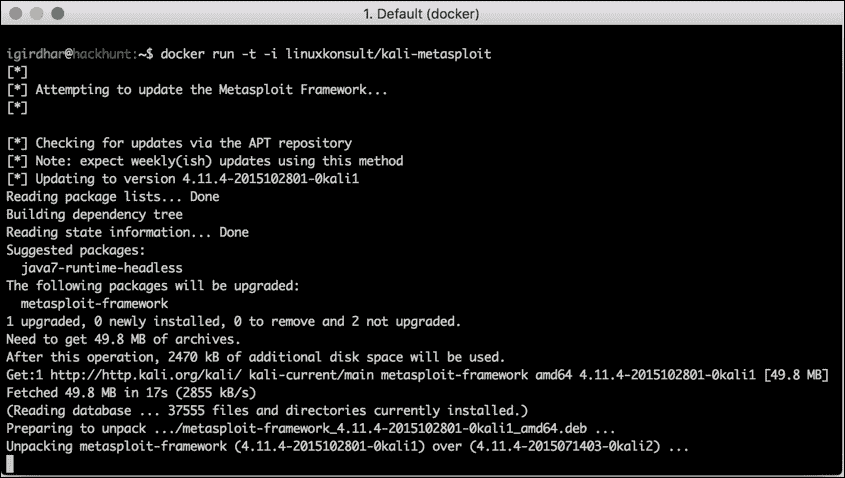 1. Default (docker)
igirdhar@hackhunt:~$ docker run -t -i linuxkonsult/kali-metasploit
[*]
[*] Attempting to update the Metasploit Framework...
[*]
[*] Checking for updates via the APT repository
[*] Note: expect weekly(ish) updates using this method
[*] Updating to version 4.11.4-2015102801-0kali1
Reading package lists... Done
Building dependency tree
Reading state information... Done
Suggested packages:
  java7-runtime-headless
The following packages will be upgraded:
  metasploit-framework
1 upgraded, 0 newly installed, 0 to remove and 2 not upgraded.
Need to get 49.8 MB of archives.
After this operation, 2470 kB of additional disk space will be used.
Get:1 http://http.kali.org/kali/ kali-current/main metasploit-framework amd64 4.11.4-2015102801-0kali1 [49.8 MB]
Fetched 49.8 MB in 17s (2855 kB/s)
(Reading database ... 37555 files and directories currently installed.)
Preparing to unpack .../metasploit-framework_4.11.4-2015102801-0kali1_amd64.deb ...
Unpacking metasploit-framework (4.11.4-2015102801-0kali1) over (4.11.4-2015071403-0kali2) ...